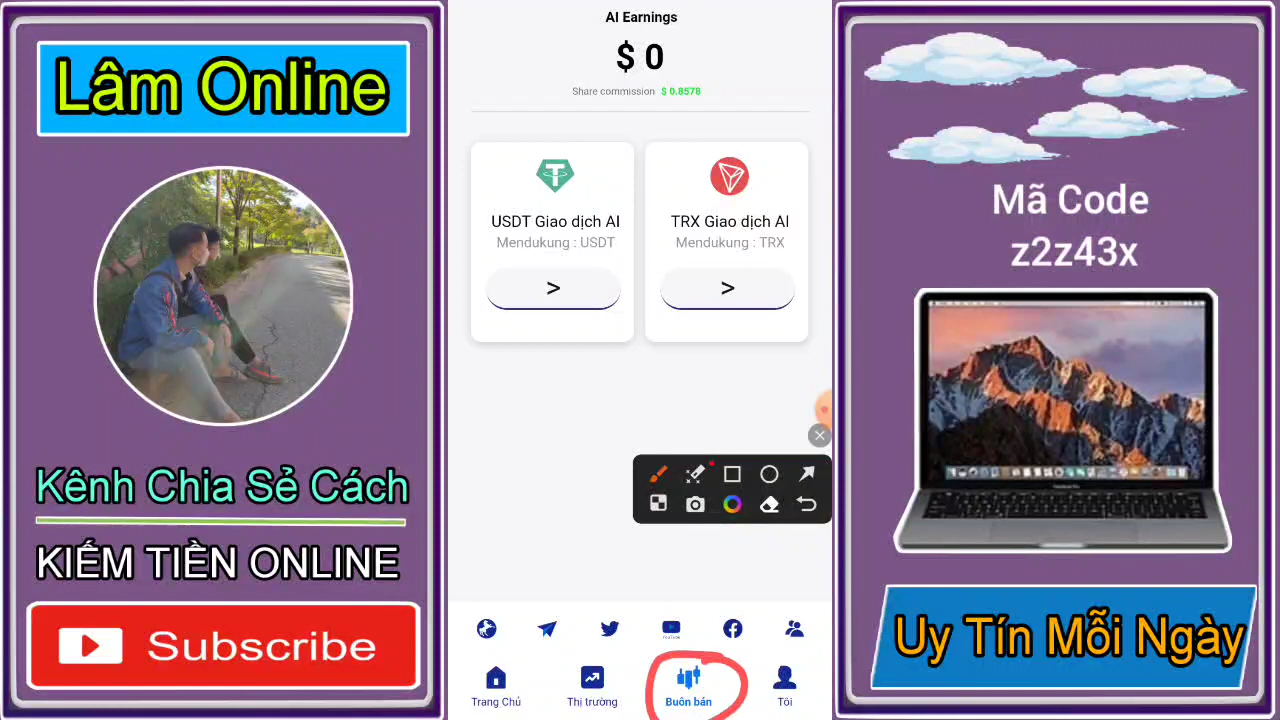 Lâm Online
Kênh Chia Sẻ Cách
KIẾM TIỀN ONLINE
Subscribe
AI Earnings
$ 0
Share commission $ 0.8578
USDT Giao dịch AI
Mendukung : USDT
>
TRX Giao dịch AI
Mendukung : TRX
>
Trang Chủ
Thị trường
Buôn bán
Tôi
Mã Code
z2z43x
Uy Tín Mỗi Ngày